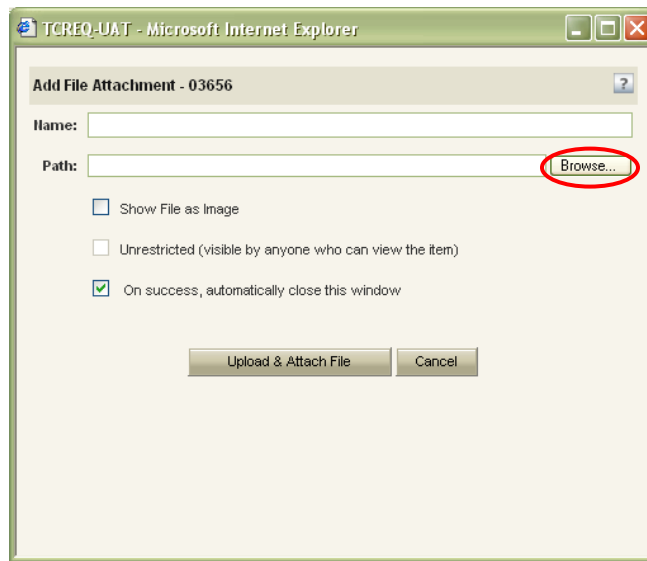 TCREQ-UAT - Microsoft Internet Explorer
Add File Attachment - 03656 ?
Name:
Path: Browse...
Show File as Image
Unrestricted (visible by anyone who can view the item)
On success, automatically close this window
Upload & Attach File Cancel